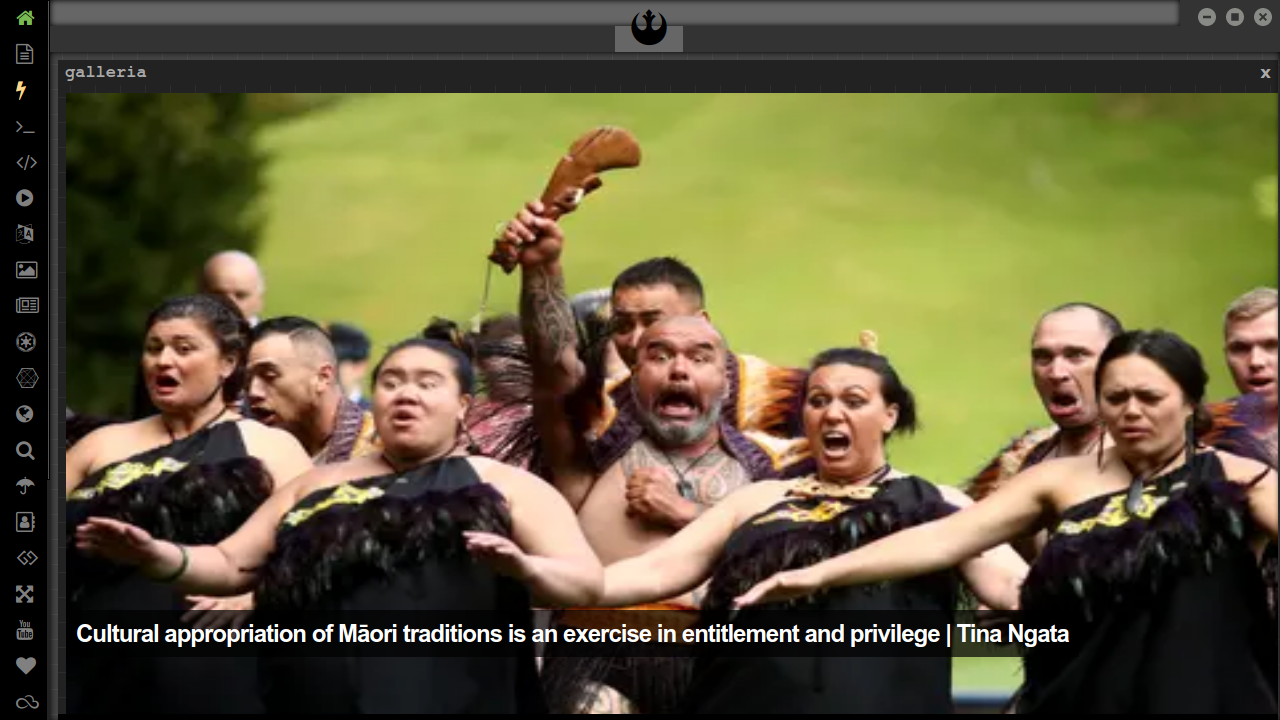 galleria
x
Cultural appropriation of Māori traditions is an exercise in entitlement and privilege | Tina Ngata
You
Tube